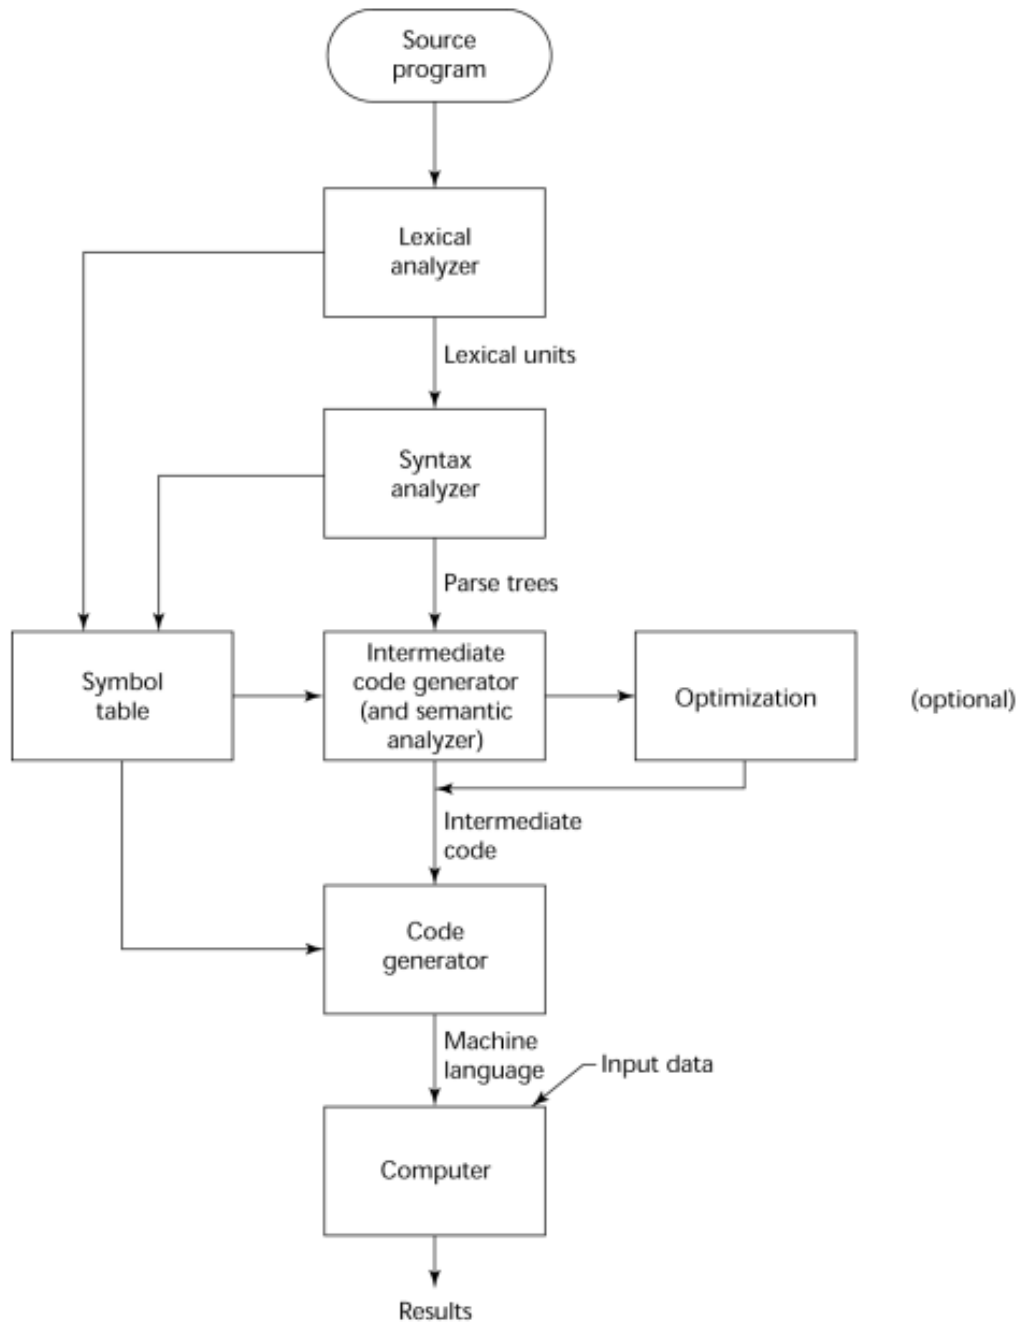 Source
program
Lexical
analyzer
Lexical units
Syntax
analyzer
Parse trees
Symbol
table
Intermediate
code generator
(and semantic
analyzer)
Optimization
(optional)
Intermediate
code
Code
generator
Machine
language
Input data
Computer
Results